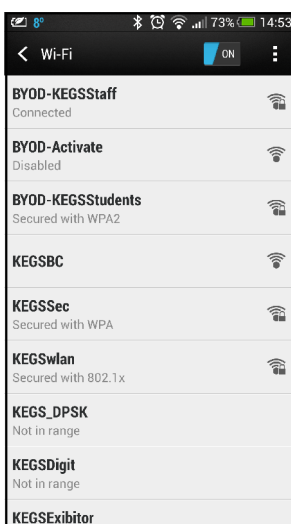 8° 73% 14:53
Wi-Fi ON
BYOD-KEGSStaff
Connected
BYOD-Activate
Disabled
BYOD-KEGSStudents
Secured with WPA2
KEGSBC
KEGSSec
Secured with WPA
KEGSwlan
Secured with 802.1x
KEGS_DPSK
Not in range
KEGSDigit
Not in range
KEGSExibitor